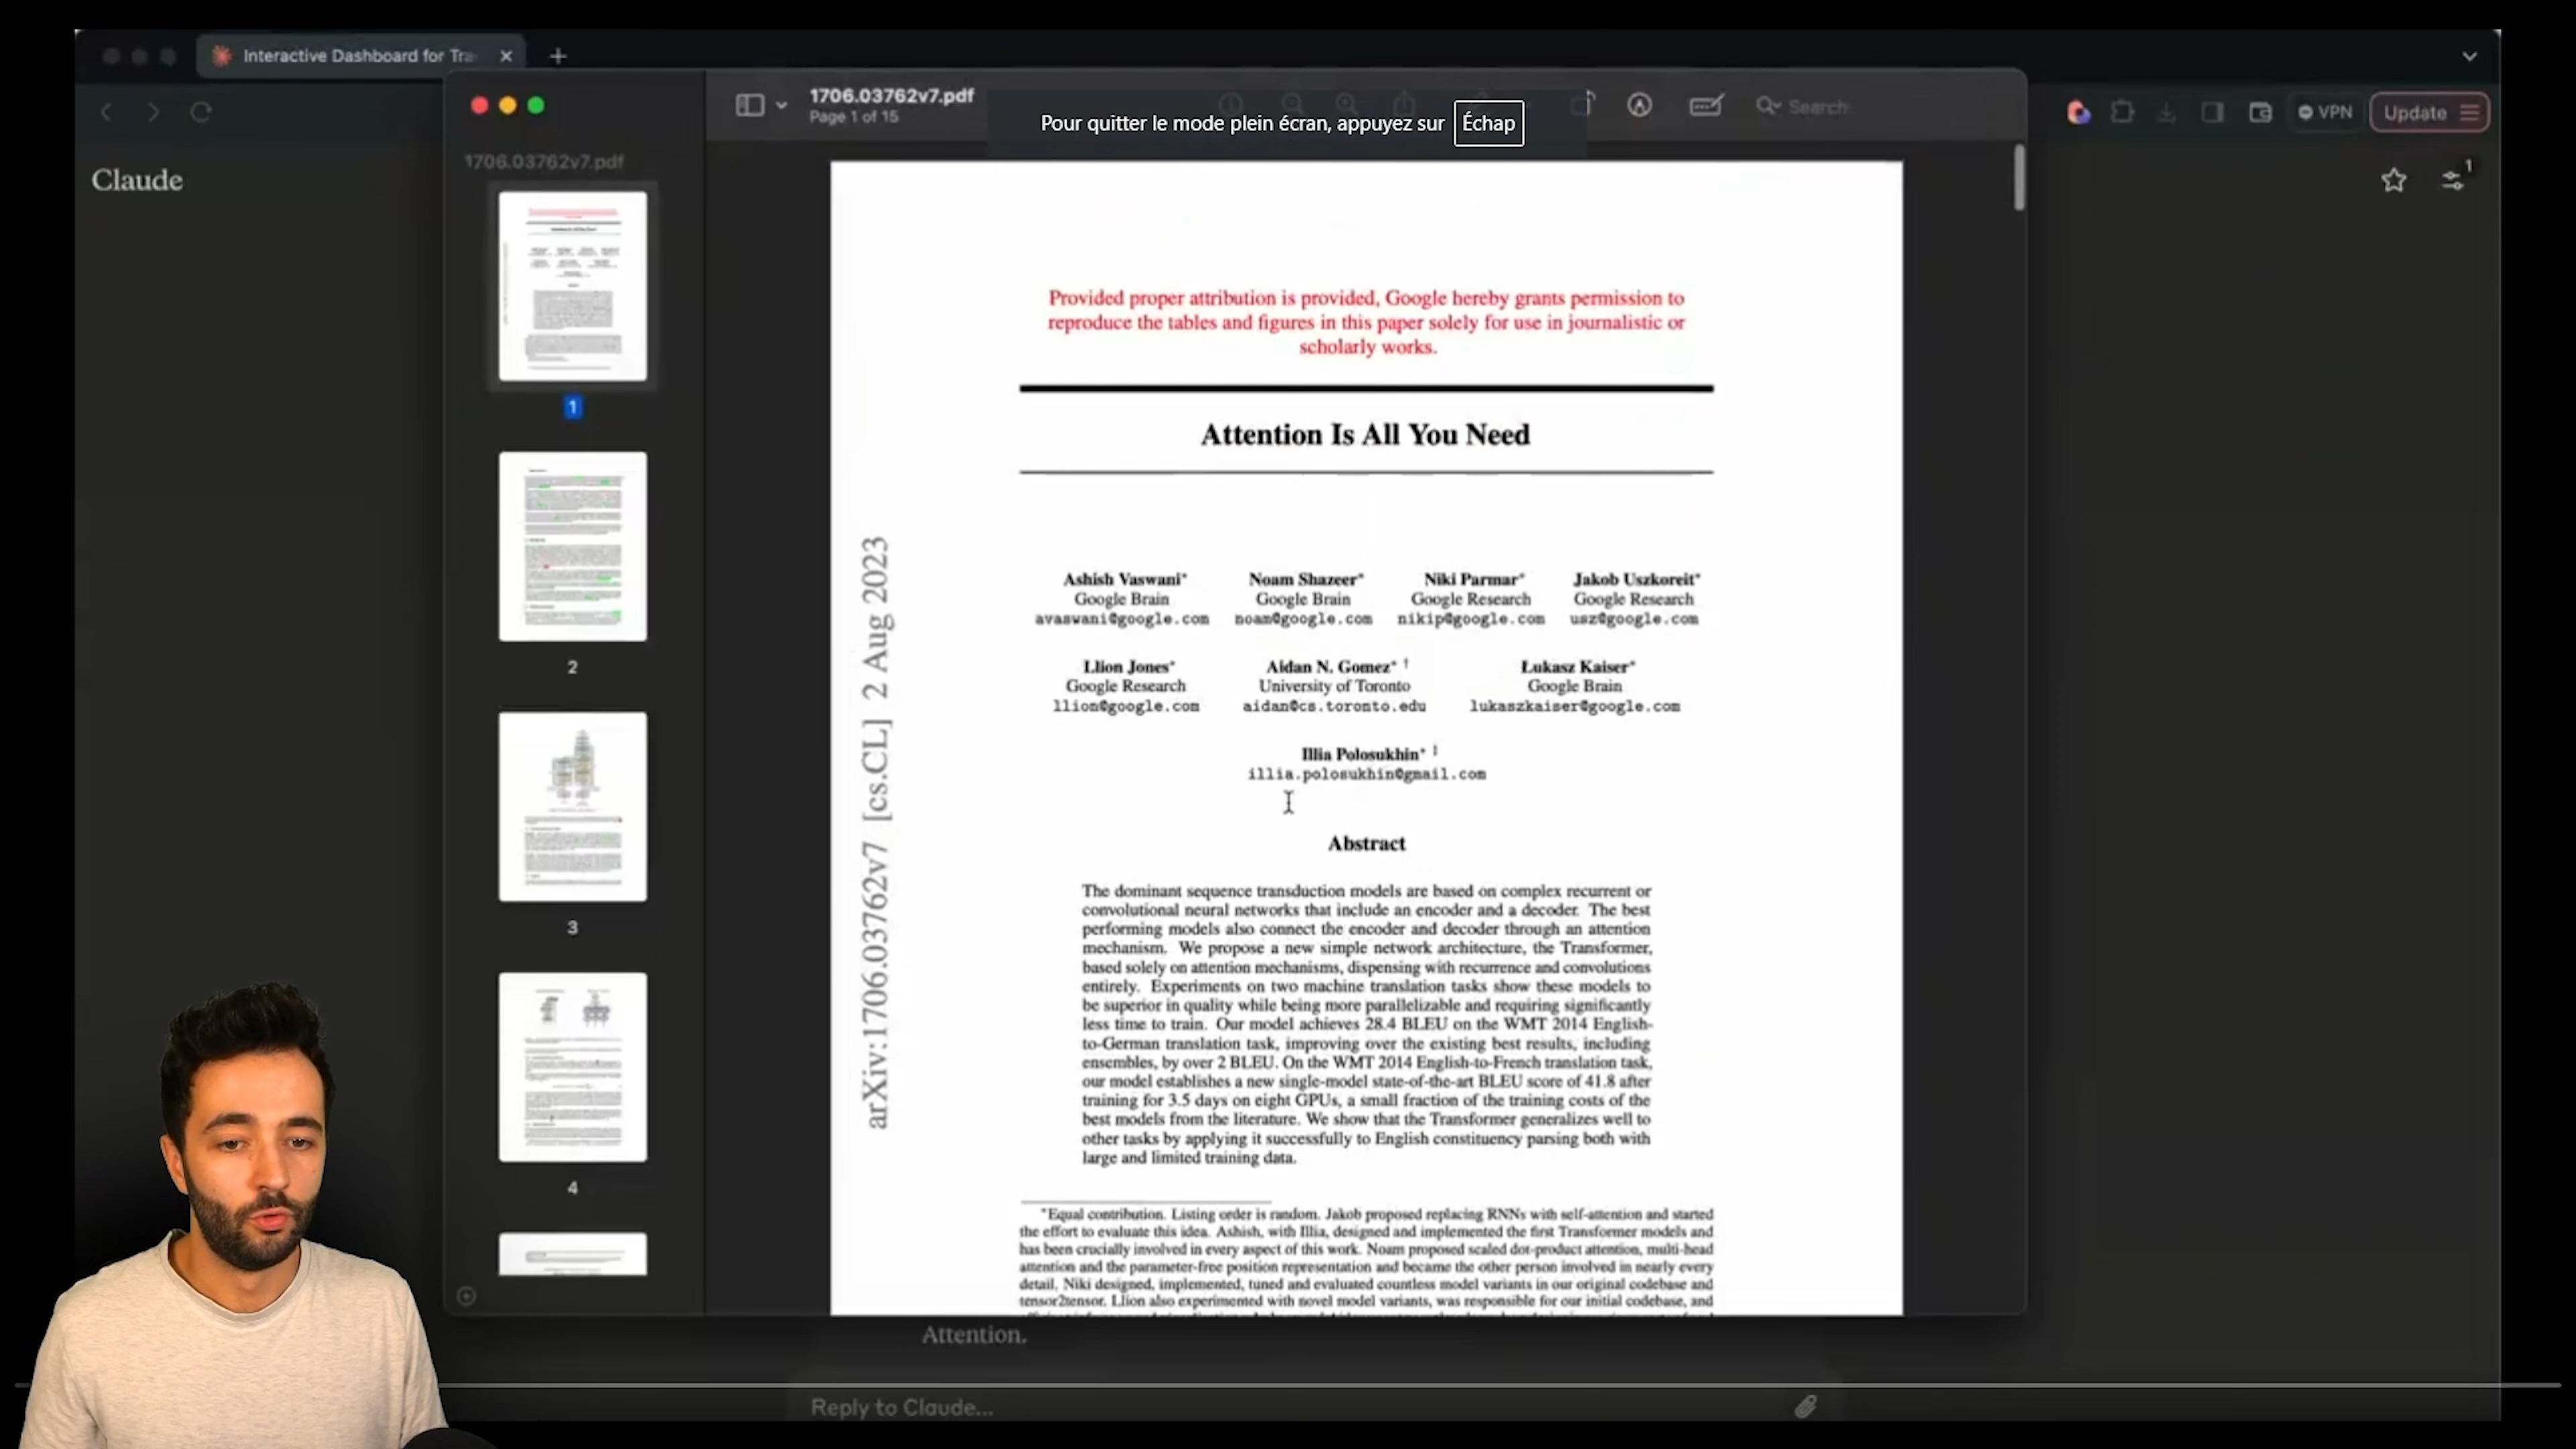 Interactive Dashboard for Tra
1706.03762v7.pdf
Page 1 of 15
Search
Pour quitter le mode plein écran, appuyez sur Échap
VPN
Update
Claude
1
1706.03762v7.pdf
1
2
3
4
Provided proper attribution is provided, Google hereby grants permission to
reproduce the tables and figures in this paper solely for use in journalistic or
scholarly works.
Attention Is All You Need
Ashish Vaswani*
Google Brain
avaswani@google.com
Noam Shazeer*
Google Brain
noam@google.com
Niki Parmar*
Google Research
nikip@google.com
Jakob Uszkoreit*
Google Research
usz@google.com
Llion Jones*
Google Research
llion@google.com
Aidan N. Gomez* †
University of Toronto
aidan@cs.toronto.edu
Łukasz Kaiser*
Google Brain
lukaszkaiser@google.com
Illia Polosukhin* ‡
illia.polosukhin@gmail.com
arXiv:1706.03762v7 [cs.CL] 2 Aug 2023
Abstract
The dominant sequence transduction models are based on complex recurrent or
convolutional neural networks that include an encoder and a decoder. The best
performing models also connect the encoder and decoder through an attention
mechanism. We propose a new simple network architecture, the Transformer,
based solely on attention mechanisms, dispensing with recurrence and convolutions
entirely. Experiments on two machine translation tasks show these models to
be superior in quality while being more parallelizable and requiring significantly
less time to train. Our model achieves 28.4 BLEU on the WMT 2014 English-
to-German translation task, improving over the existing best results, including
ensembles, by over 2 BLEU. On the WMT 2014 English-to-French translation task,
our model establishes a new single-model state-of-the-art BLEU score of 41.8 after
training for 3.5 days on eight GPUs, a small fraction of the training costs of the
best models from the literature. We show that the Transformer generalizes well to
other tasks by applying it successfully to English constituency parsing both with
large and limited training data.
*Equal contribution. Listing order is random. Jakob proposed replacing RNNs with self-attention and started
the effort to evaluate this idea. Ashish, with Illia, designed and implemented the first Transformer models and
has been crucially involved in every aspect of this work. Noam proposed scaled dot-product attention, multi-head
attention and the parameter-free position representation and became the other person involved in nearly every
detail. Niki designed, implemented, tuned and evaluated countless model variants in our original codebase and
tensor2tensor. Llion also experimented with novel model variants, was responsible for our initial codebase, and
Attention.
Reply to Claude...